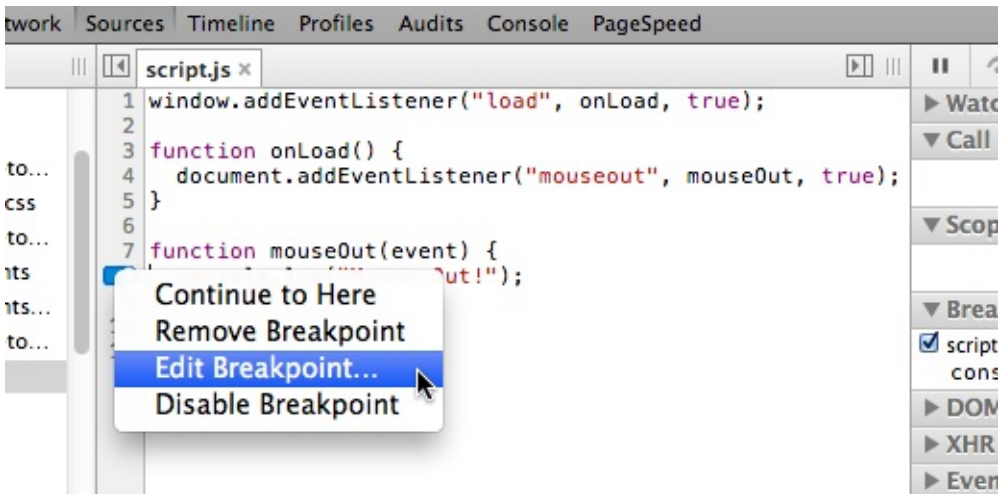 twork Sources Timeline Profiles Audits Console PageSpeed
script.js ×
1 window.addEventListener("load", onLoad, true);
2
3 function onLoad() {
4 document.addEventListener("mouseout", mouseOut, true);
5 }
6
7 function mouseOut(event) {
ut!");
Continue to Here
Remove Breakpoint
Edit Breakpoint...
Disable Breakpoint
to...
css
to...
nts
nts...
to...
Watc
Call
Scop
Brea
script
cons
DOM
XHR
Even